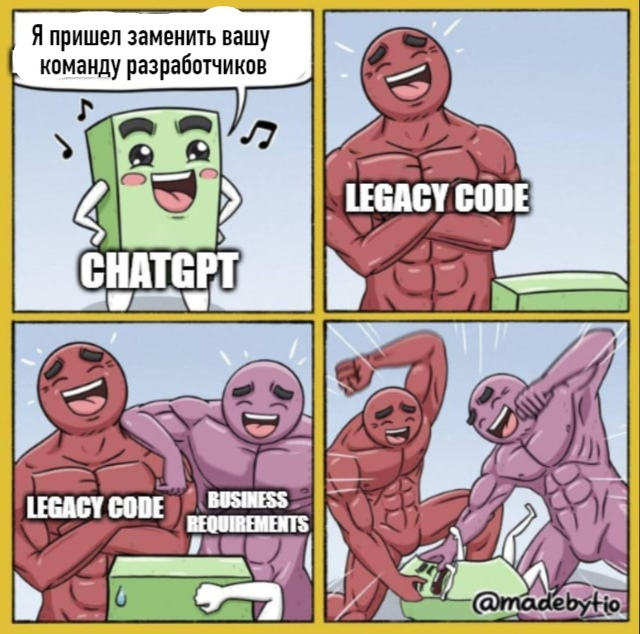 Я пришел заменить вашу
команду разработчиков
CHATGPT
LEGACY CODE
LEGACY CODE
BUSINESS
REQUIREMENTS
@madebytio